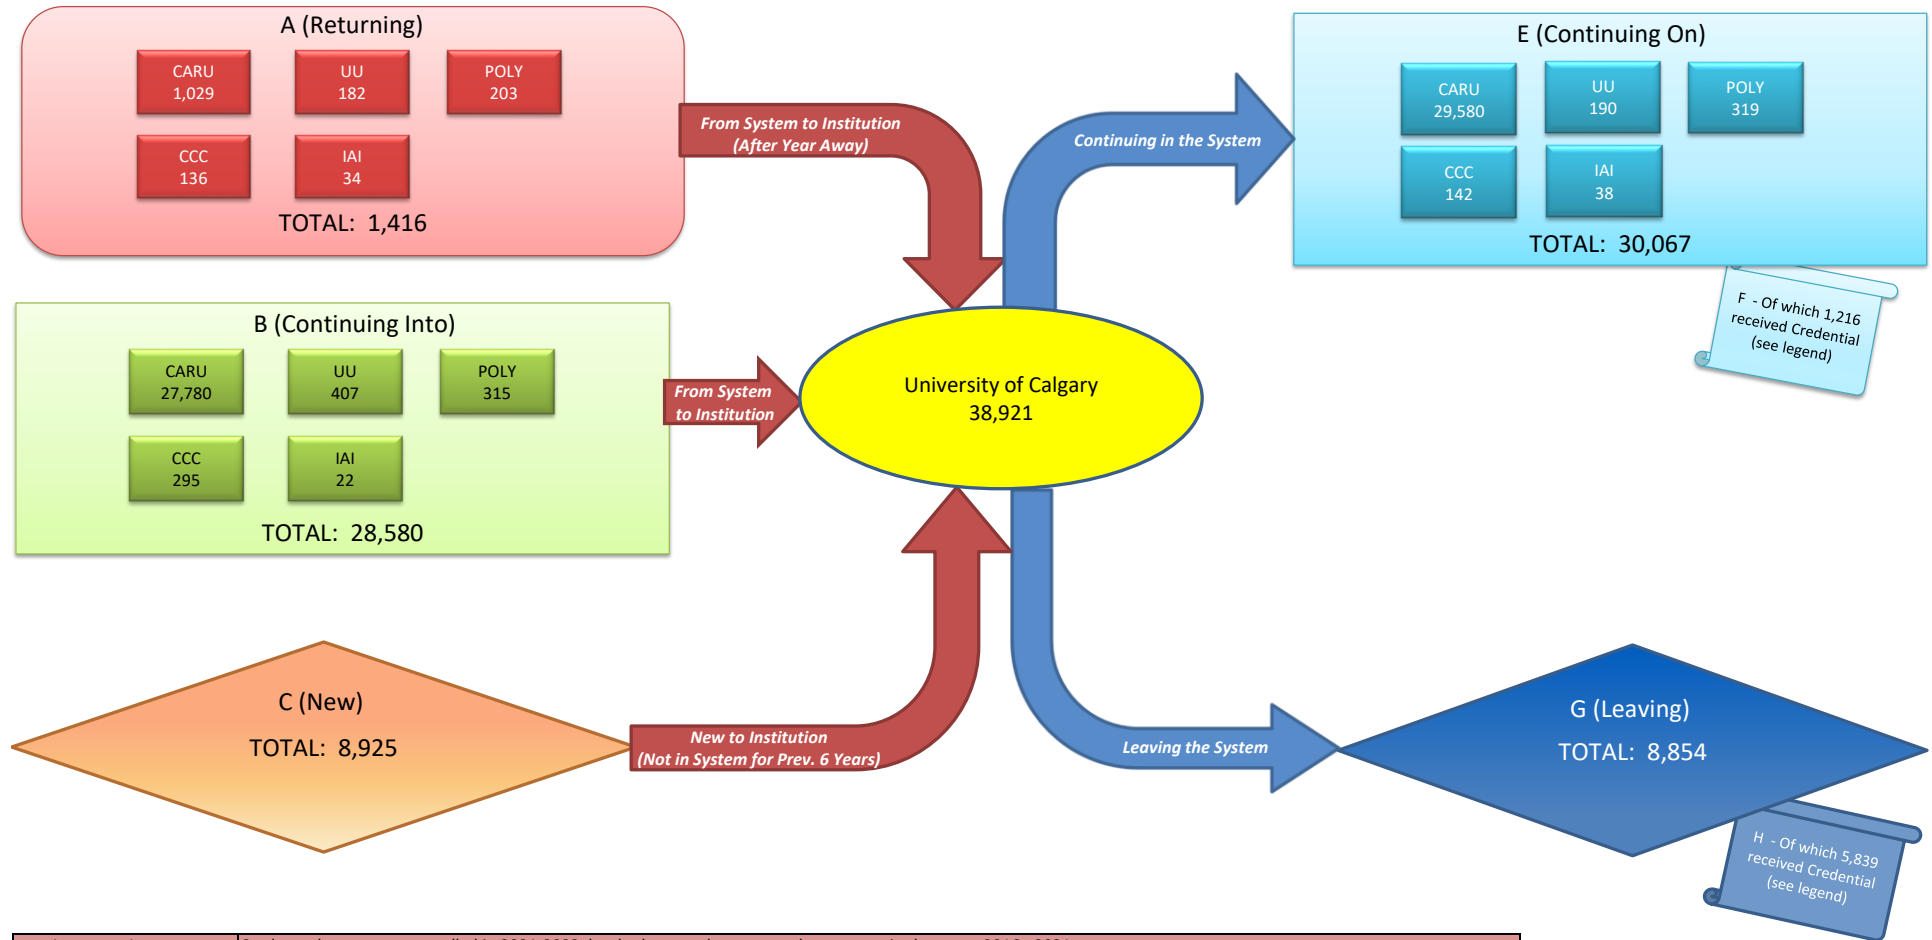 A (Returning)
CARU
1,029
UU
182
POLY
203
CCC
136
IAI
34
TOTAL: 1,416
From System to Institution
(After Year Away)
Continuing in the System
E (Continuing On)
CARU
29,580
UU
190
POLY
319
CCC
142
IAI
38
TOTAL: 30,067
F - Of which 1,216
received Credential
(see legend)
B (Continuing Into)
CARU
27,780
UU
407
POLY
315
CCC
295
IAI
22
TOTAL: 28,580
From System
to Institution
University of Calgary
38,921
C (New)
TOTAL: 8,925
New to Institution
(Not in System for Prev. 6 Years)
Leaving the System
G (Leaving)
TOTAL: 8,854
H - Of which 5,839
received Credential
(see legend)